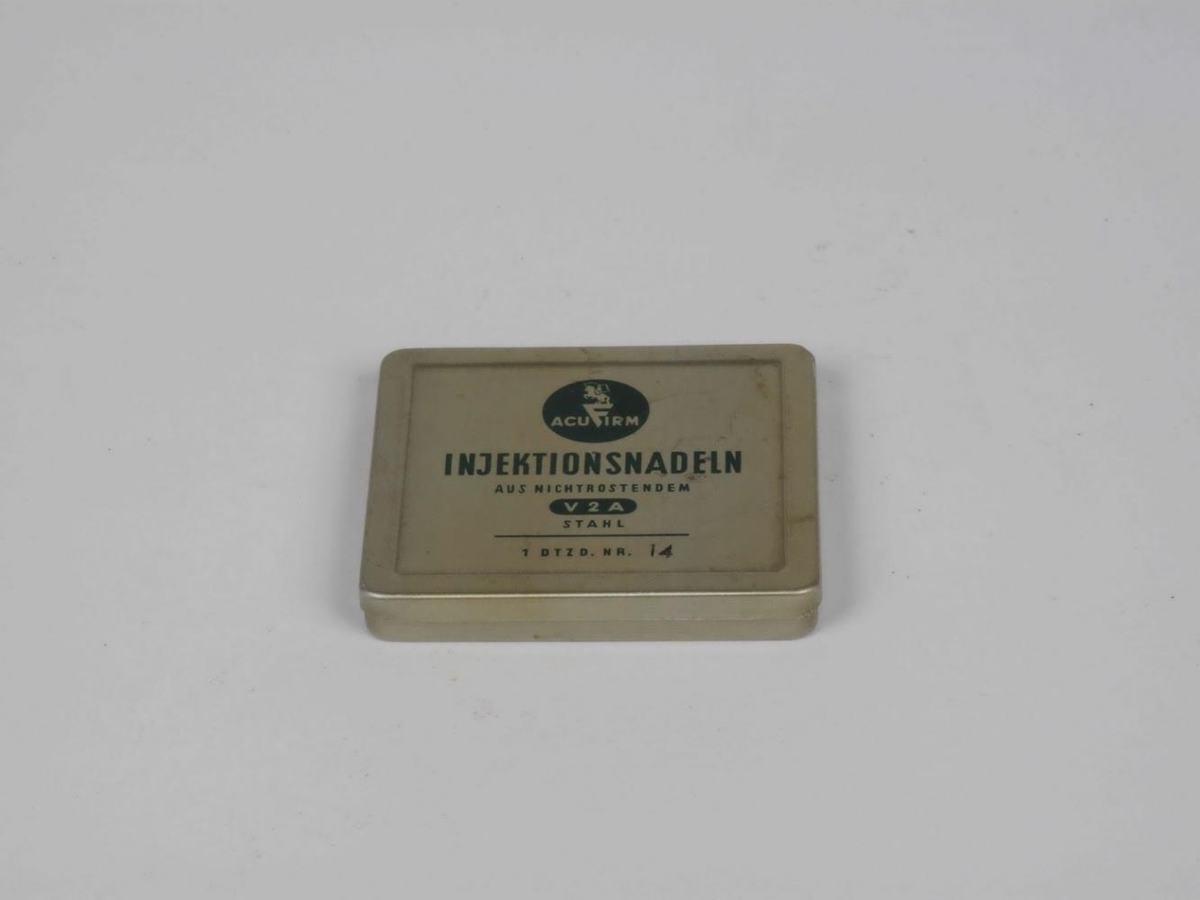 ACUFIRM
INJEKTIONSNADELN
AUS NICHTROSTENDEM
V2A
STAHL
1 DTZD. NR. 14